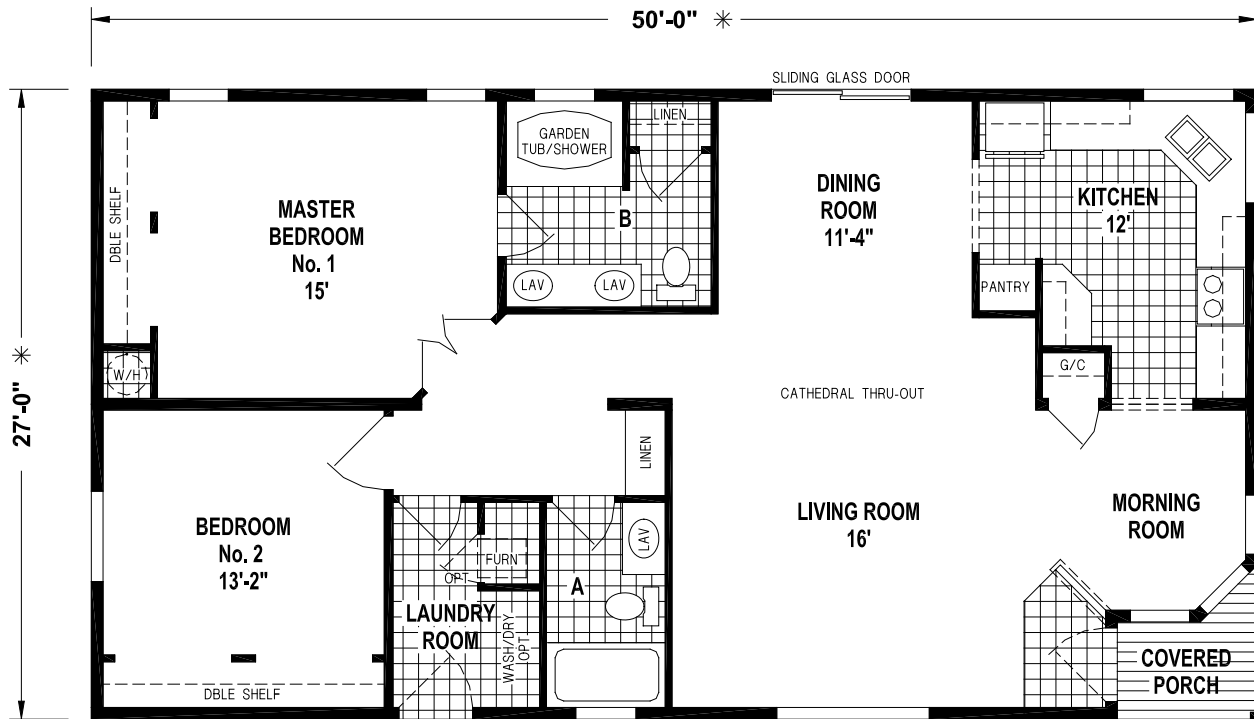 50'-0" ✳
SLIDING GLASS DOOR
27'-0" ✳
DBLE SHELF
MASTER
BEDROOM
No. 1
15'
W/H
GARDEN
TUB/SHOWER
LINEN
B
LAV
LAV
DINING
ROOM
11'-4"
KITCHEN
12'
PANTRY
G/C
CATHEDRAL THRU-OUT
BEDROOM
No. 2
13'-2"
DBLE SHELF
LINEN
FURN
OPT
LAUNDRY
ROOM
WASH/DRY
OPT
A
LAV
LIVING ROOM
16'
MORNING
ROOM
COVERED
PORCH